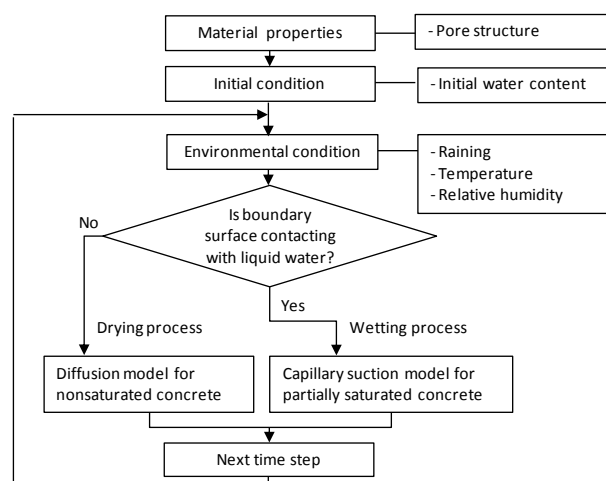 Material properties
- Pore structure
Initial condition
- Initial water content
Environmental condition
- Raining
- Temperature
- Relative humidity
Is boundary
surface contacting
with liquid water?
No
Yes
Drying process
Wetting process
Diffusion model for
nonsaturated concrete
Capillary suction model for
partially saturated concrete
Next time step